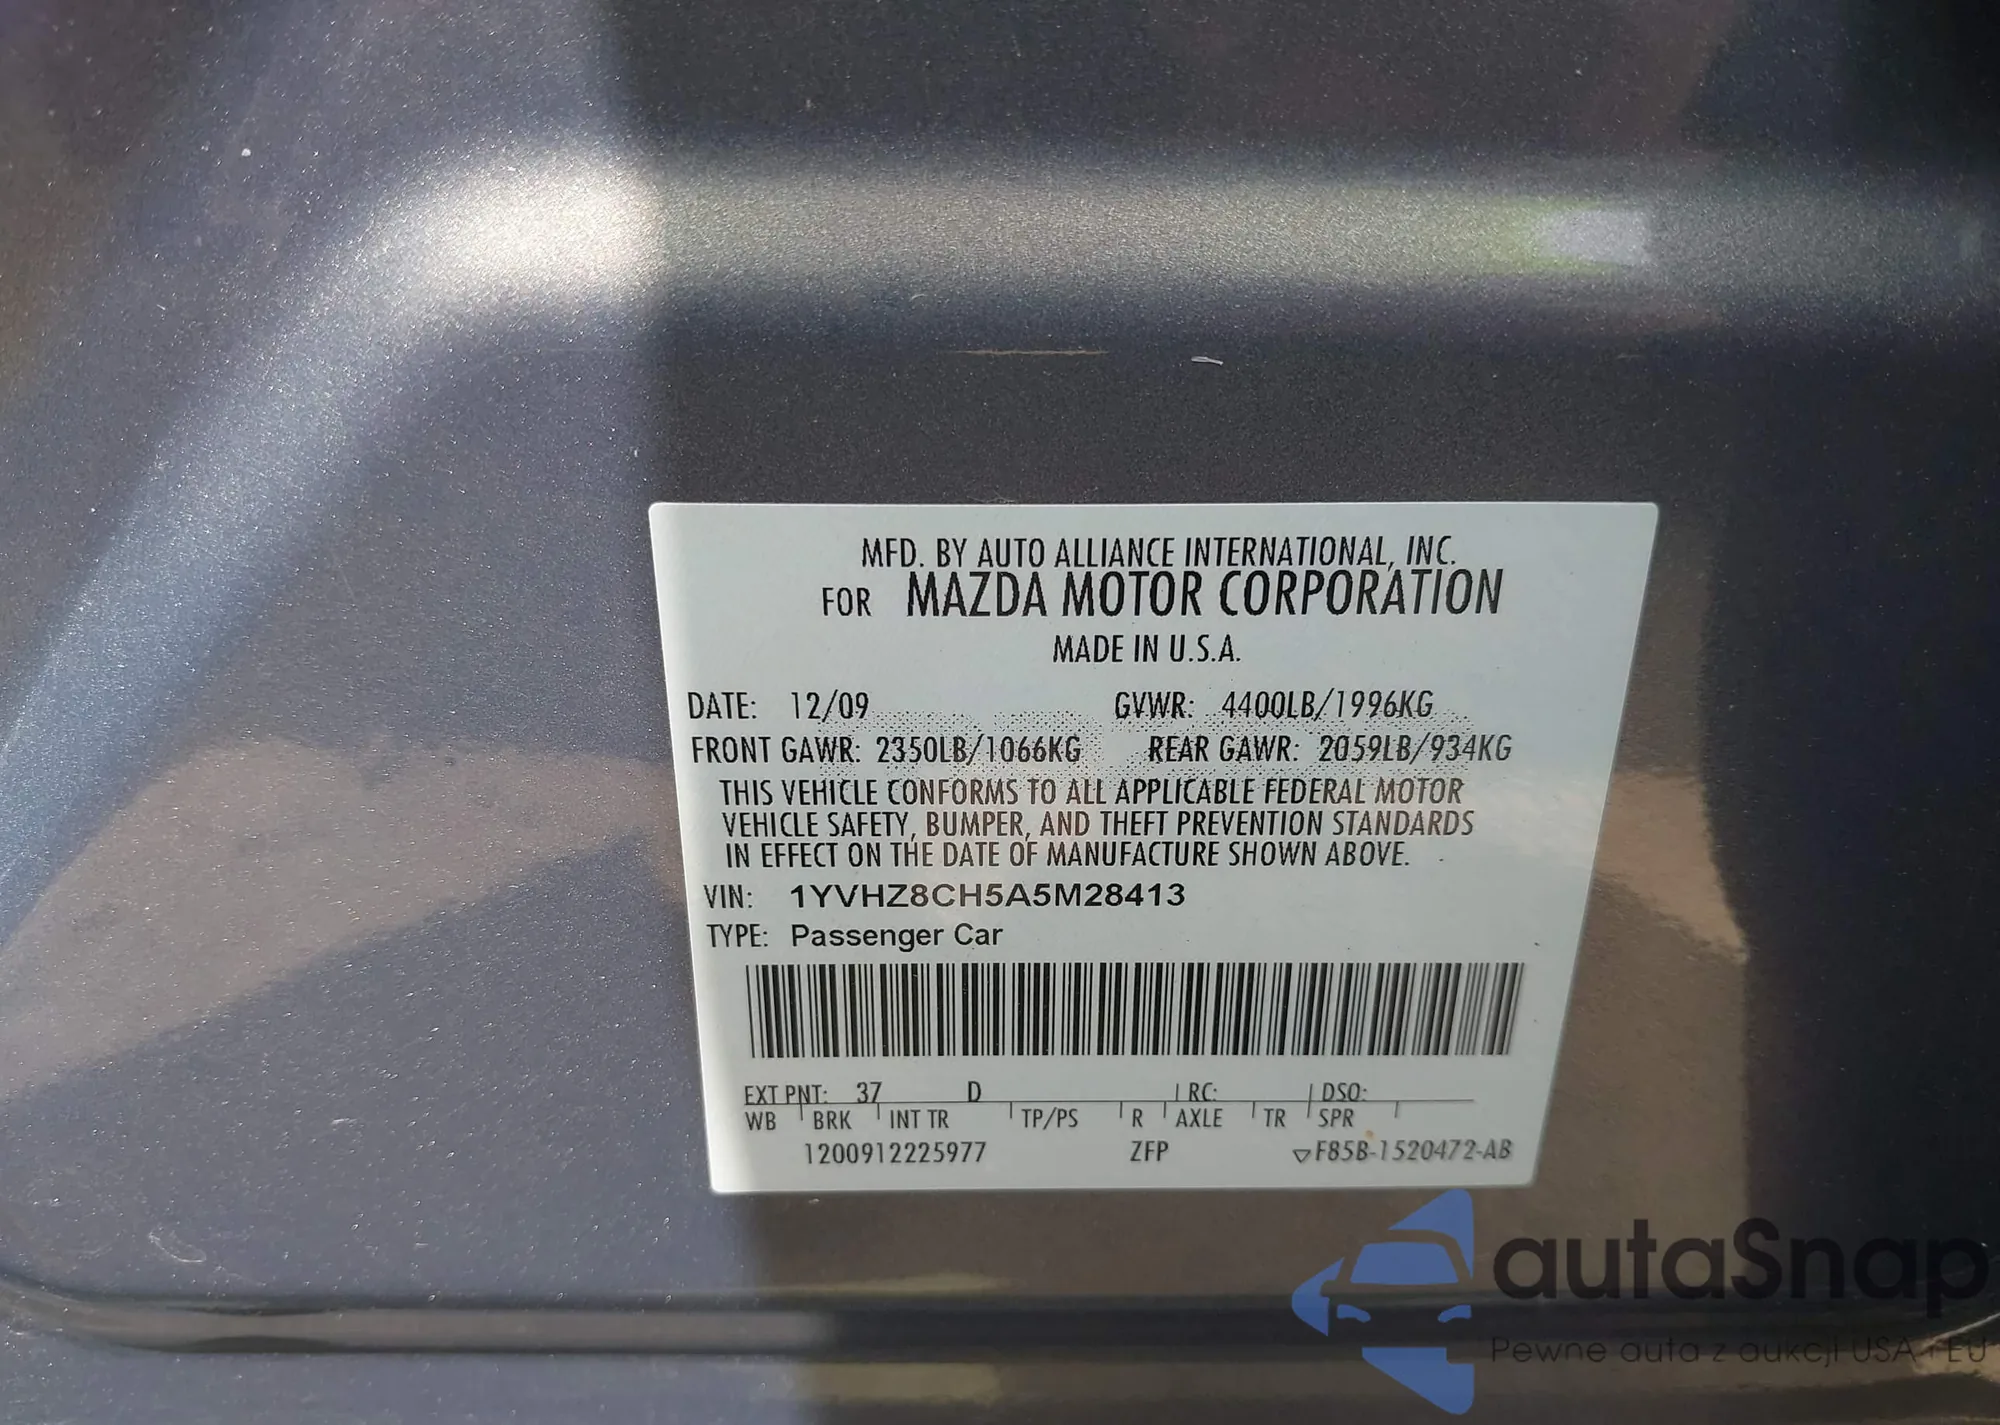 MFD. BY AUTO ALLIANCE INTERNATIONAL, INC.
FOR MAZDA MOTOR CORPORATION
MADE IN U.S.A.
DATE: 12/09 GVWR: 4400LB/1996KG
FRONT GAWR: 2350LB/1066KG REAR GAWR: 2059LB/934KG
THIS VEHICLE CONFORMS TO ALL APPLICABLE FEDERAL MOTOR
VEHICLE SAFETY, BUMPER, AND THEFT PREVENTION STANDARDS
IN EFFECT ON THE DATE OF MANUFACTURE SHOWN ABOVE.
VIN: 1YVHZ8CH5A5M28413
TYPE: Passenger Car
EXT PNT: 37 D RC: DSO:
WB BRK INT TR TP/PS R AXLE TR SPR
1200912225977 ZFP ▽F85B-1520472-AB
autaSnap
Pewne auta z aukcji USA i EU